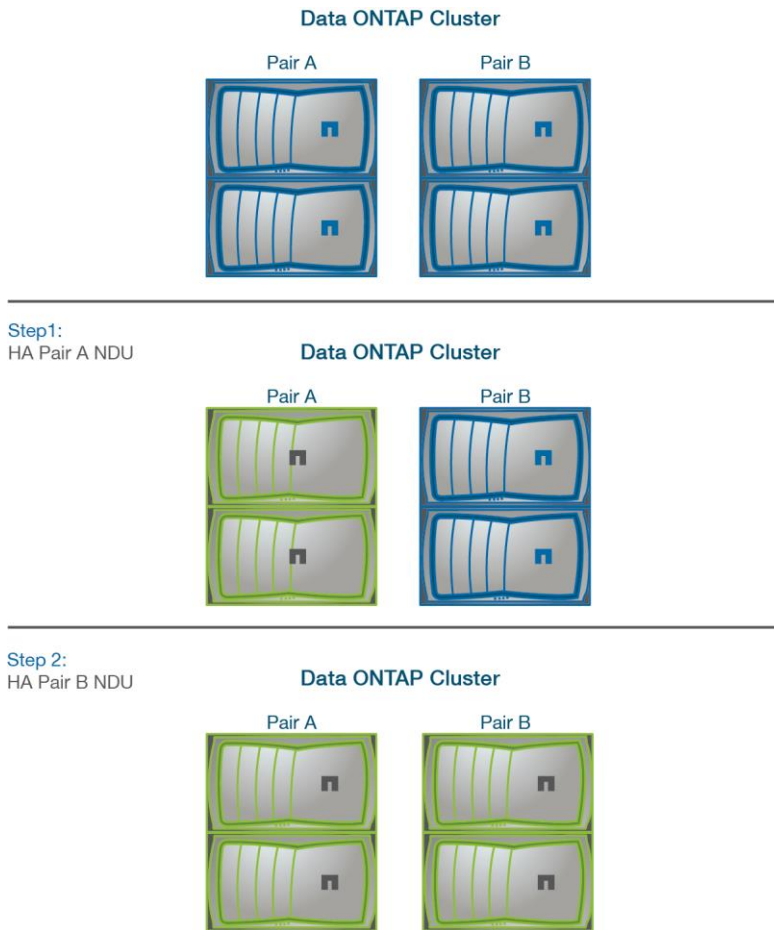 Data ONTAP Cluster
Pair A
Pair B
Step1:
HA Pair A NDU
Data ONTAP Cluster
Pair A
Pair B
Step 2:
HA Pair B NDU
Data ONTAP Cluster
Pair A
Pair B